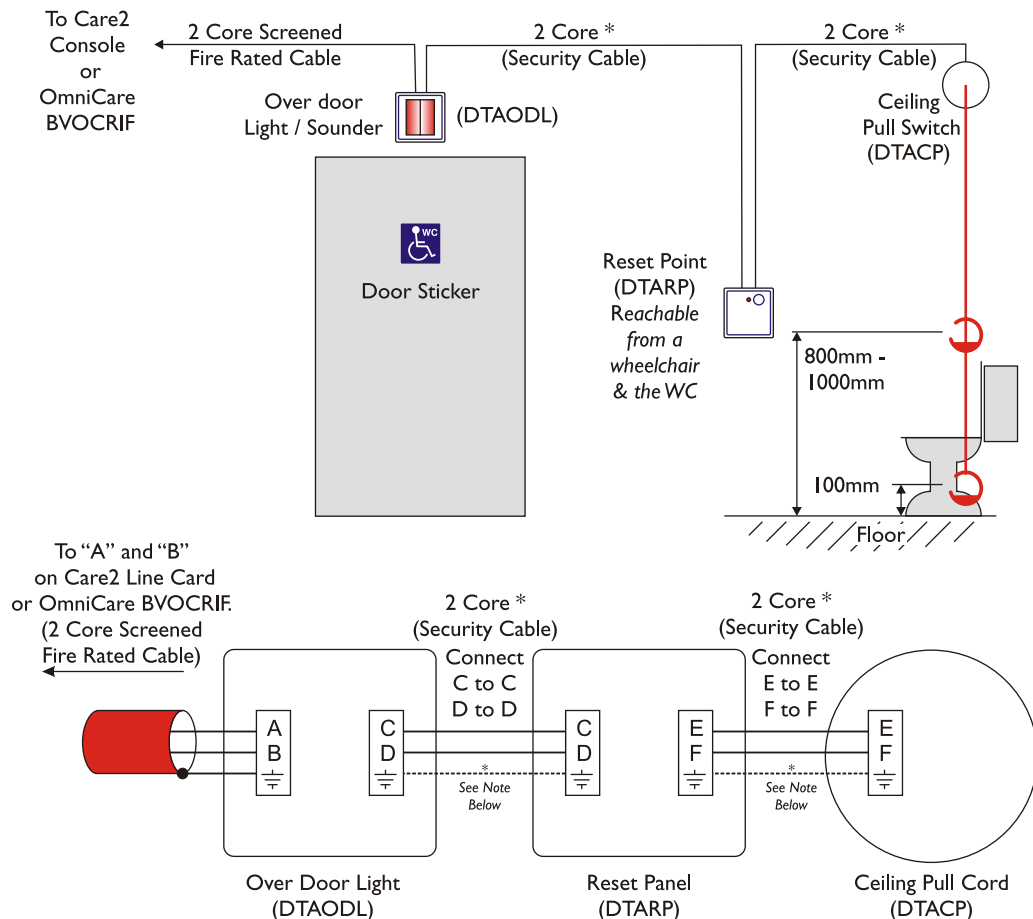 To Care2
Console
or
OmniCare
BVOCRIF
2 Core Screened
Fire Rated Cable
2 Core *
(Security Cable)
2 Core *
(Security Cable)
Over door
Light / Sounder
(DTAODL)
Ceiling
Pull Switch
(DTACP)
WC
Door Sticker
Reset Point
(DTARP)
Reachable
from a
wheelchair
& the WC
800mm -
1000mm
100mm
Floor
To “A” and “B”
on Care2 Line Card
or OmniCare BVOCRIF.
(2 Core Screened
Fire Rated Cable)
2 Core *
(Security Cable)
Connect
C to C
D to D
2 Core *
(Security Cable)
Connect
E to E
F to F
A
B
C
D
*
See Note
Below
C
D
E
F
*
See Note
Below
E
F
Over Door Light
(DTAODL)
Reset Panel
(DTARP)
Ceiling Pull Cord
(DTACP)